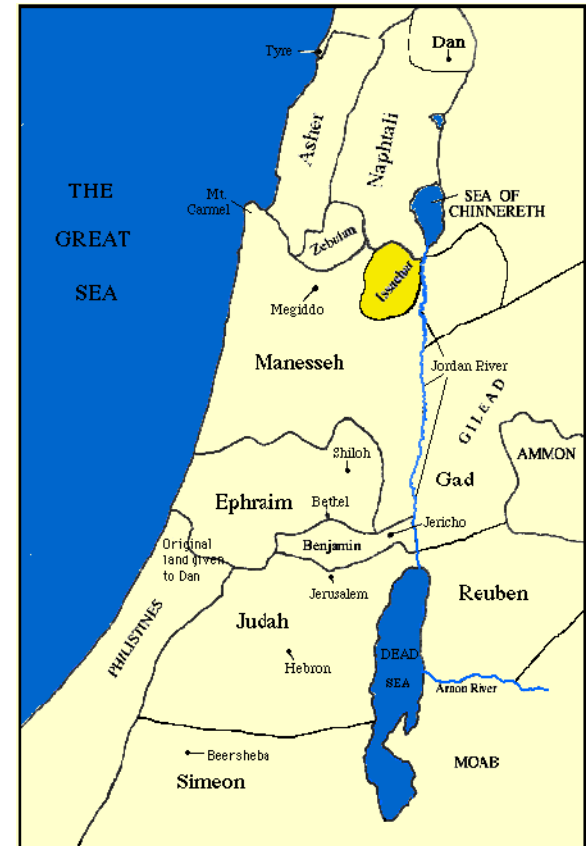 Dan
Tyre
Asher
Naphtali
THE
GREAT
SEA
Mt.
Carmel
SEA OF
CHINNERETH
Zebulun
Issachar
Megiddo
Manesseh
Jordan River
GILEAD
AMMON
Shiloh
Gad
Ephraim
Bethel
Jericho
Original
land given
to Dan
Benjamin
Jerusalem
Reuben
PHILISTINES
Judah
Hebron
DEAD
SEA
Arnon River
Beersheba
Simeon
MOAB